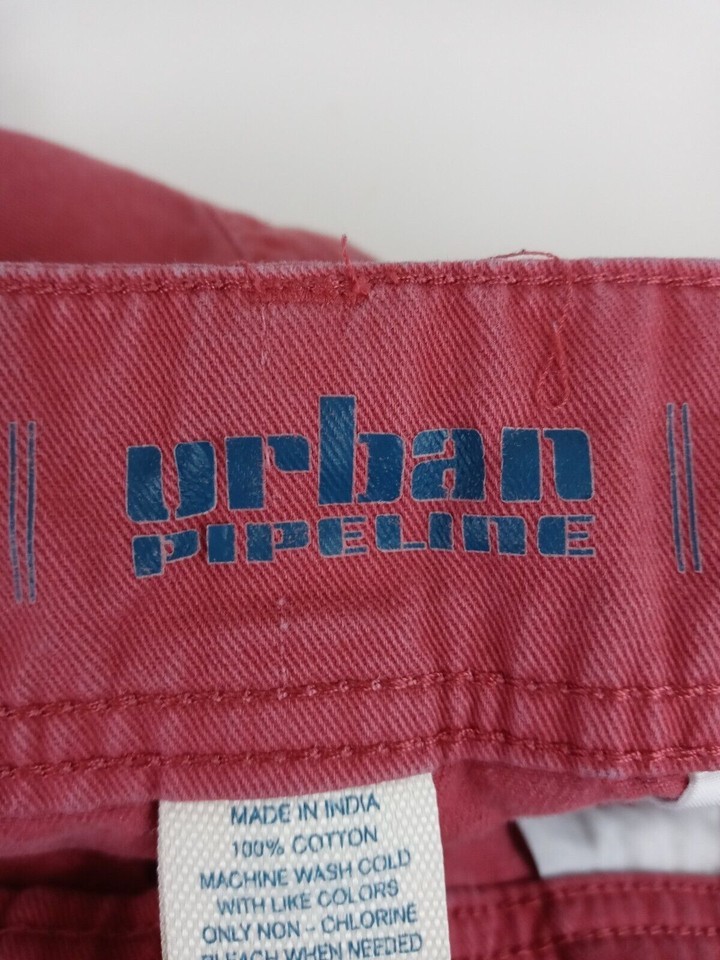 urban
PIPELINE
MADE IN INDIA
100% COTTON
MACHINE WASH COLD
WITH LIKE COLORS
ONLY NON - CHLORINE
BLEACH WHEN NEEDED